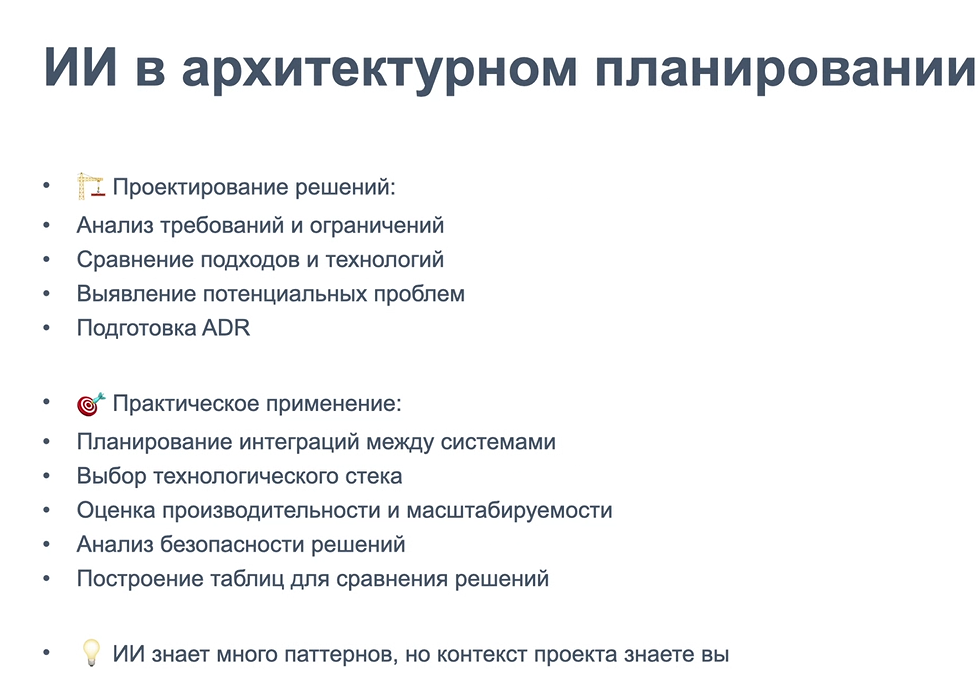 ИИ в архитектурном планировании
• 🏗️ Проектирование решений:
• Анализ требований и ограничений
• Сравнение подходов и технологий
• Выявление потенциальных проблем
• Подготовка ADR
• 🎯 Практическое применение:
• Планирование интеграций между системами
• Выбор технологического стека
• Оценка производительности и масштабируемости
• Анализ безопасности решений
• Построение таблиц для сравнения решений
• 💡 ИИ знает много паттернов, но контекст проекта знаете вы